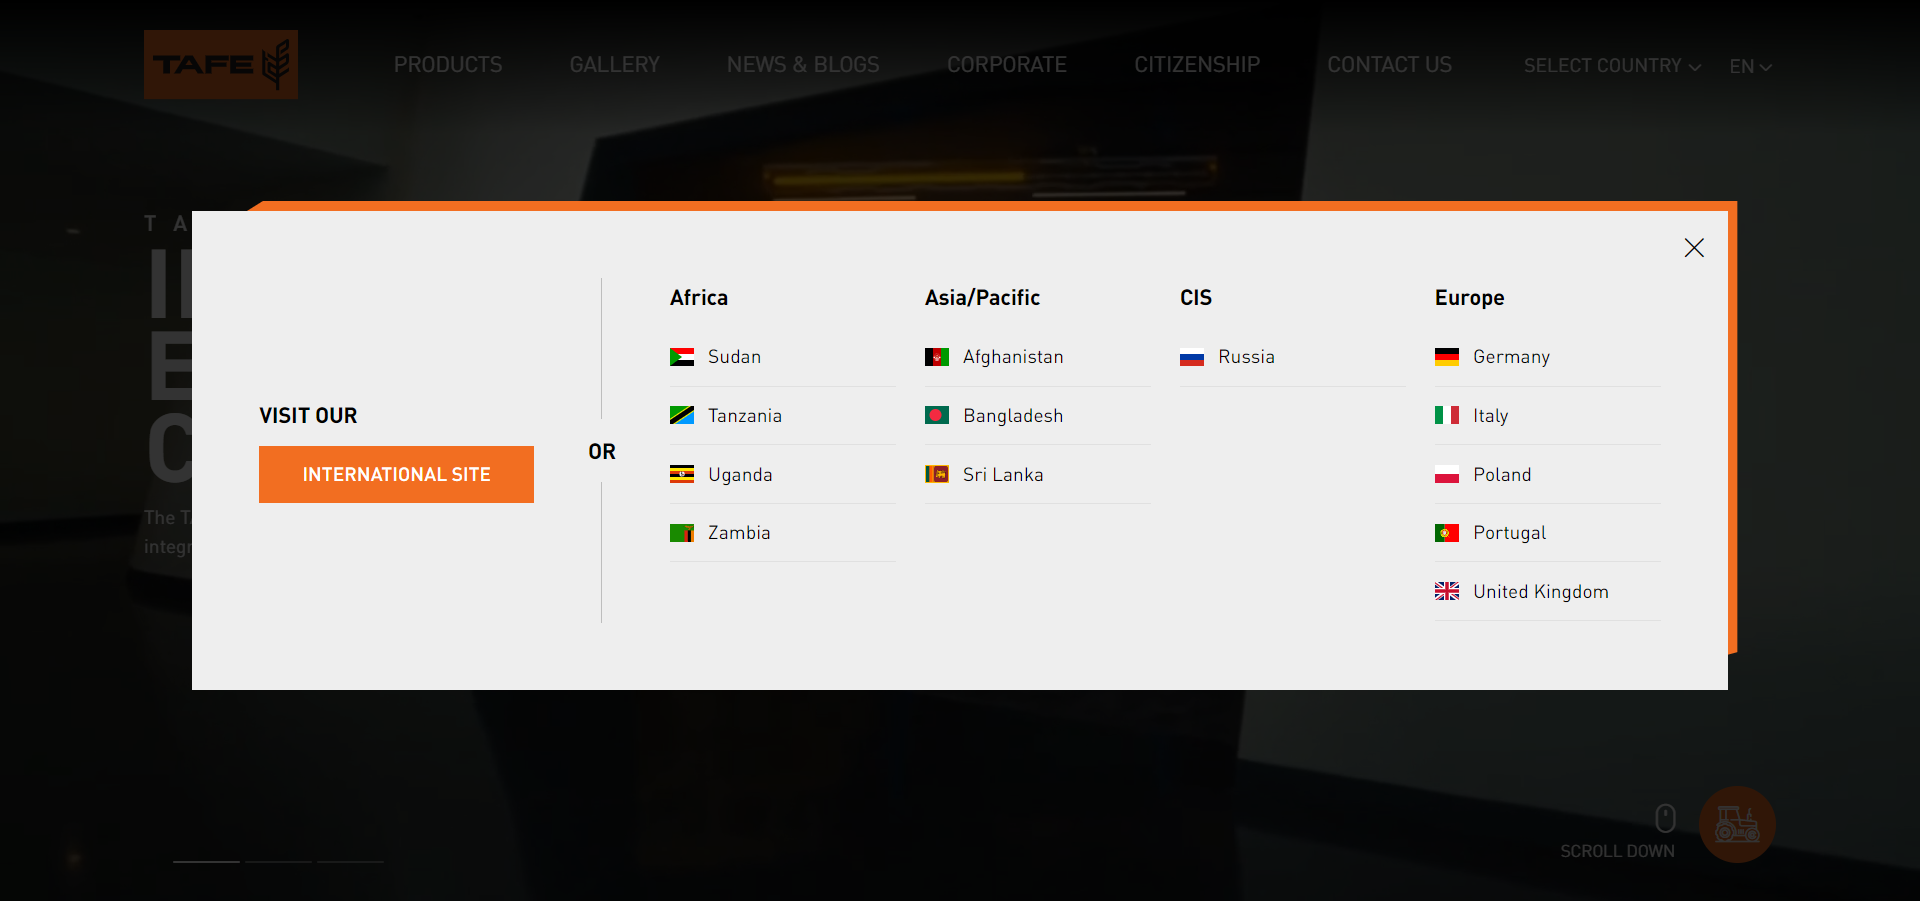 TAFE
PRODUCTS
GALLERY
NEWS & BLOGS
CORPORATE
CITIZENSHIP
CONTACT US
SELECT COUNTRY
EN
T A
E
C
The
integr
VISIT OUR
INTERNATIONAL SITE
OR
Africa
Sudan
Tanzania
Uganda
Zambia
Asia/Pacific
Afghanistan
Bangladesh
Sri Lanka
CIS
Russia
Europe
Germany
Italy
Poland
Portugal
United Kingdom
SCROLL DOWN